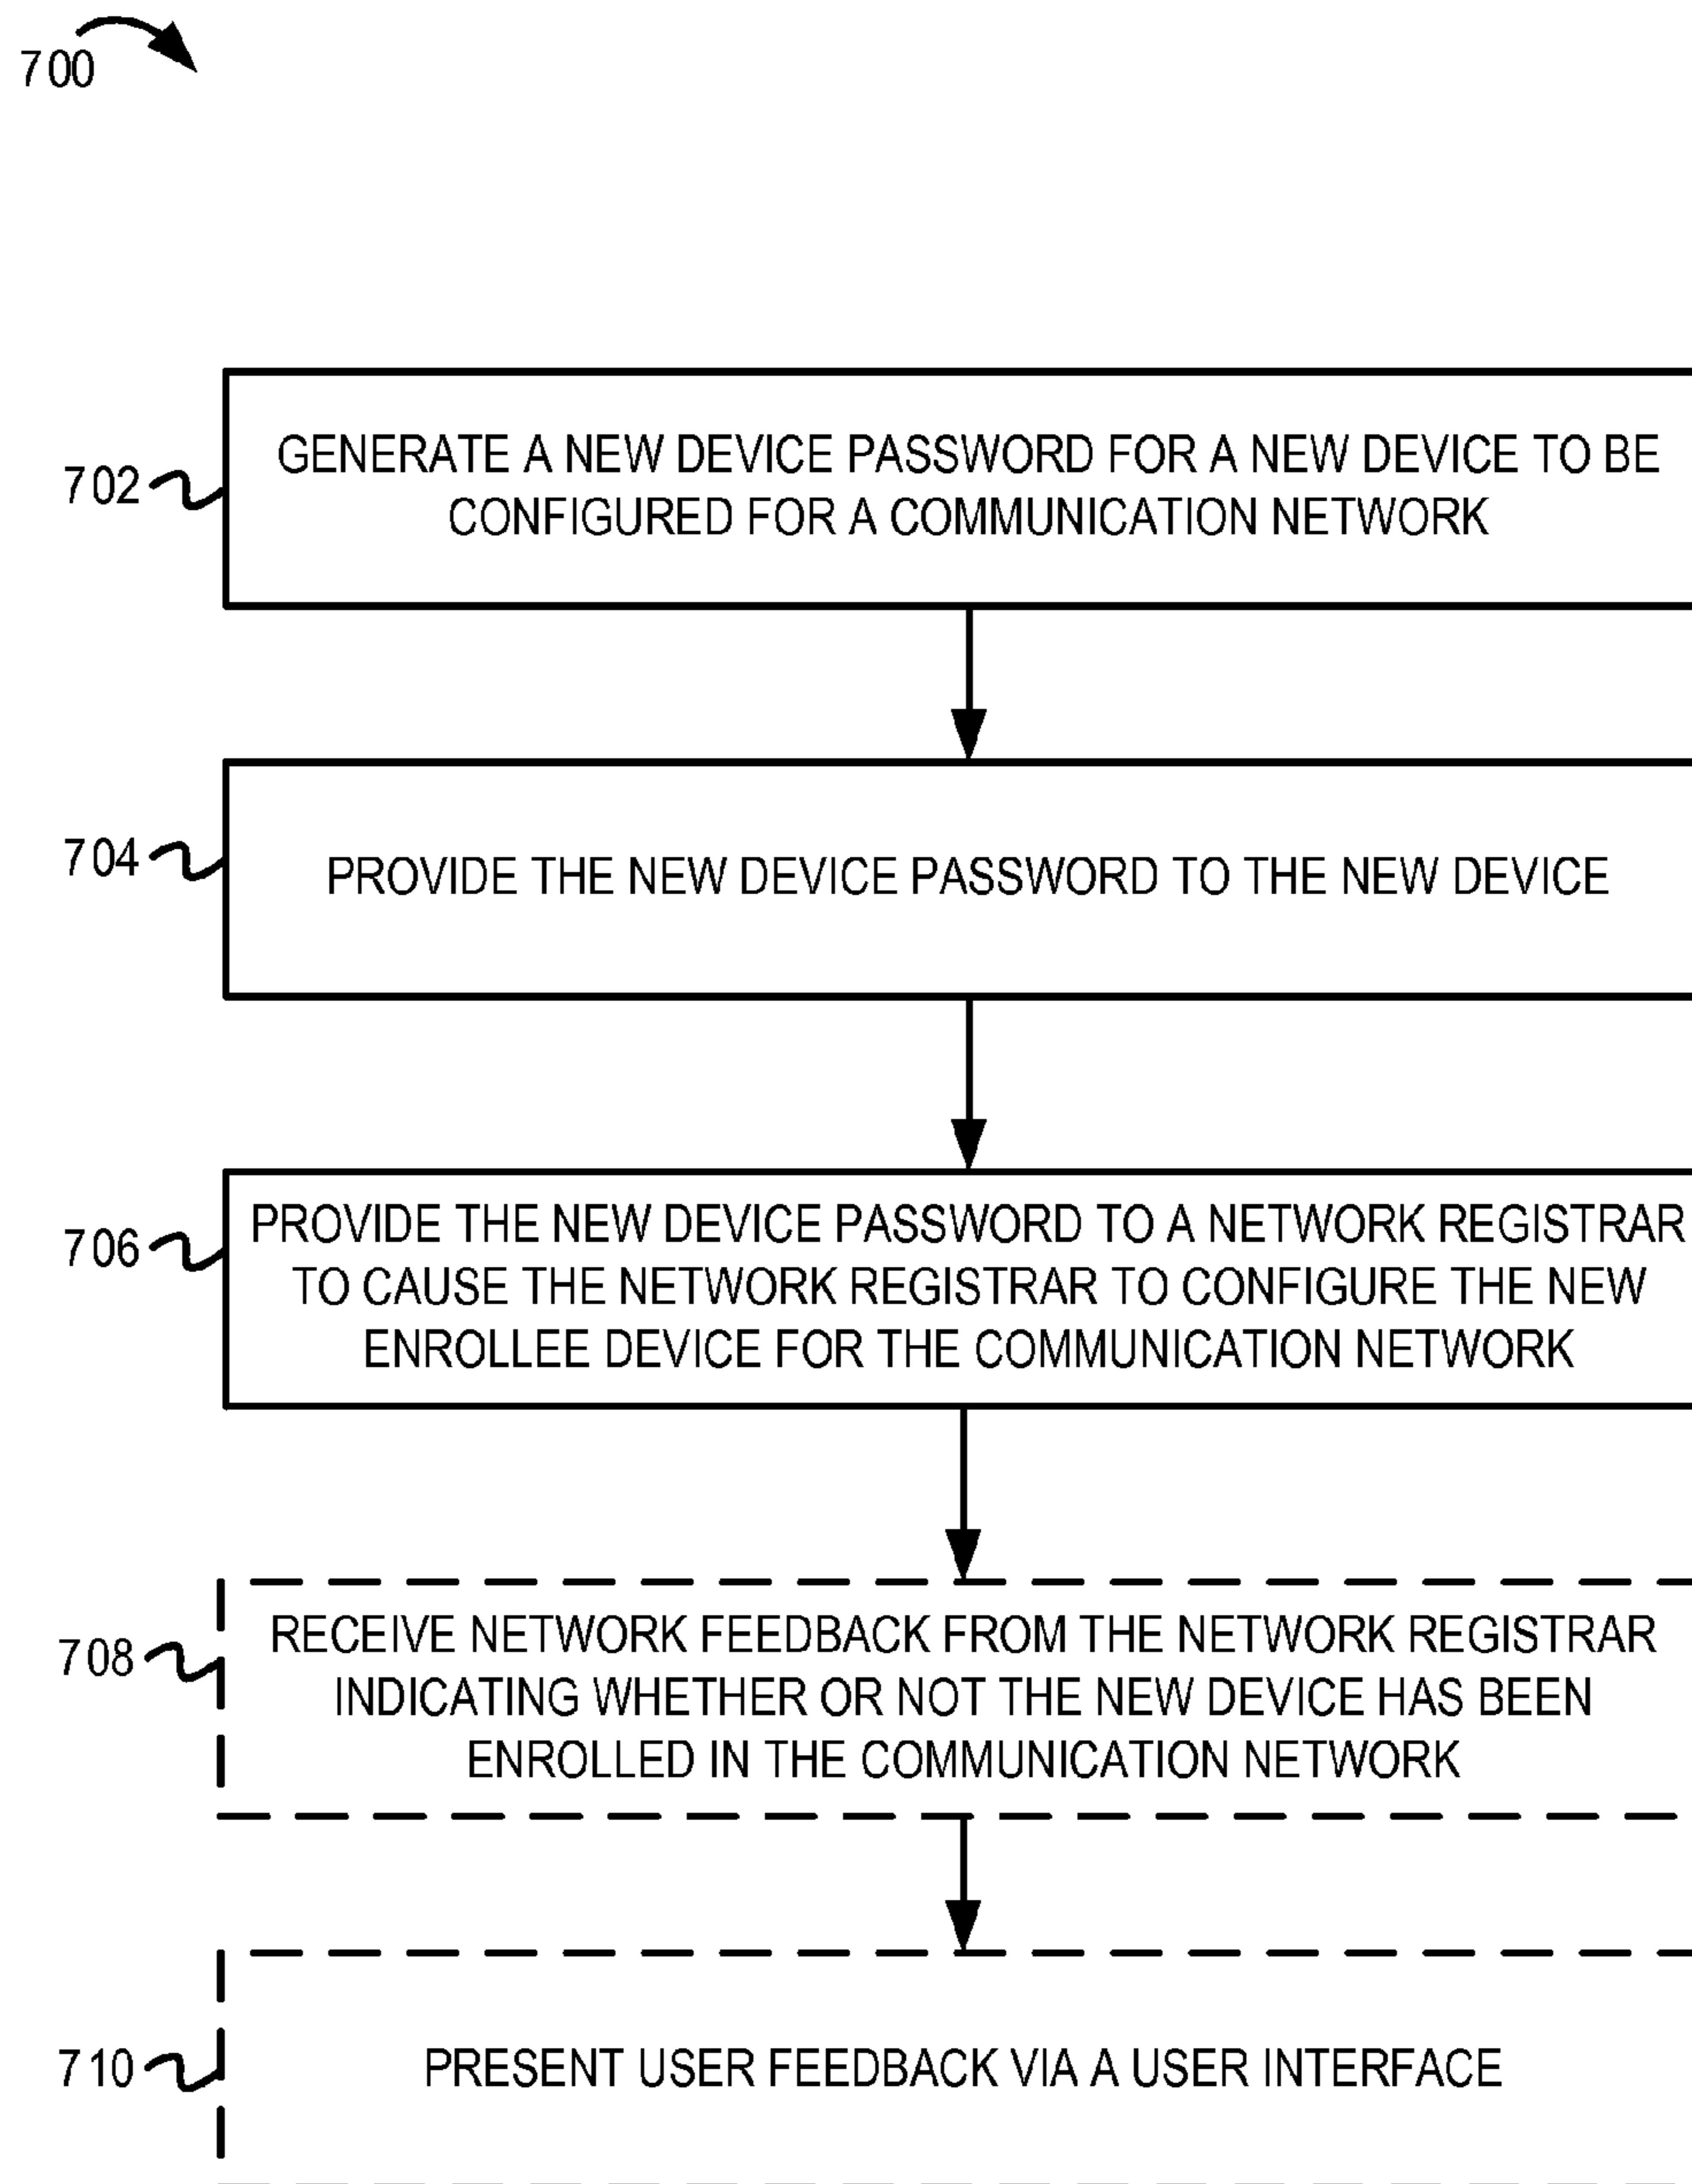 700
702
GENERATE A NEW DEVICE PASSWORD FOR A NEW DEVICE TO BE
CONFIGURED FOR A COMMUNICATION NETWORK
704
PROVIDE THE NEW DEVICE PASSWORD TO THE NEW DEVICE
706
PROVIDE THE NEW DEVICE PASSWORD TO A NETWORK REGISTRAR
TO CAUSE THE NETWORK REGISTRAR TO CONFIGURE THE NEW
ENROLLEE DEVICE FOR THE COMMUNICATION NETWORK
708
RECEIVE NETWORK FEEDBACK FROM THE NETWORK REGISTRAR
INDICATING WHETHER OR NOT THE NEW DEVICE HAS BEEN
ENROLLED IN THE COMMUNICATION NETWORK
710
PRESENT USER FEEDBACK VIA A USER INTERFACE